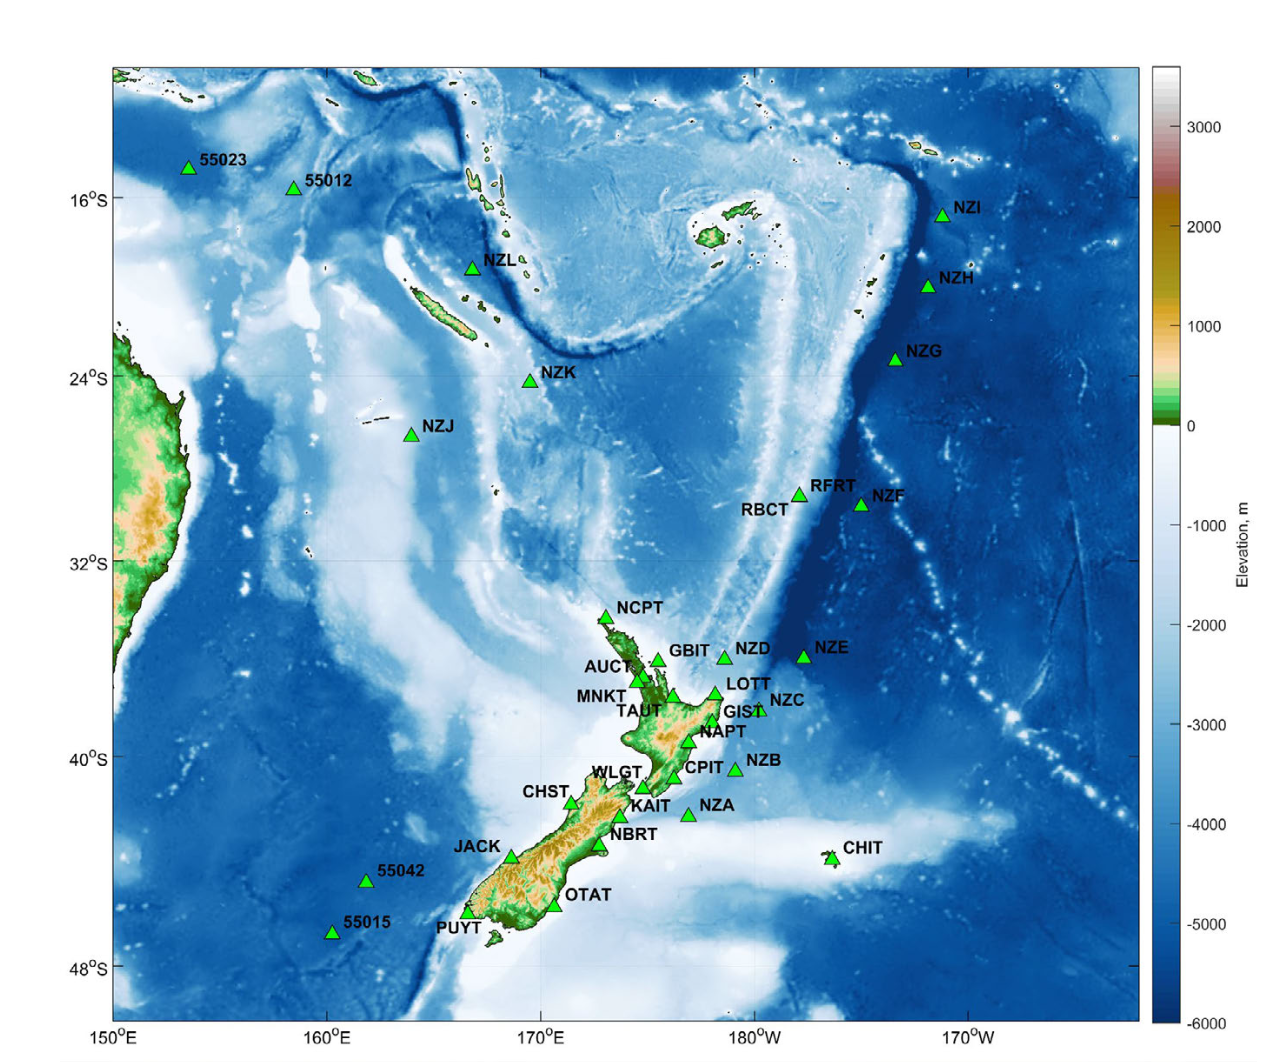 3000
55023
55012
16°S
NZI
2000
NZL
NZH
1000
NZG
24°S
NZK
0
NZJ
RFRT
NZF
RBCT
-1000
Elevation, m
32°S
NCPT
-2000
GBIT
NZD
NZE
AUCT
LOTT
MNKT
NZC
TAUT
GIST
-3000
NAPT
40°S
NZB
WLGT
CPIT
CHST
KAIT
NZA
-4000
NBRT
JACK
CHIT
55042
OTAT
55015
PUYT
-5000
48°S
-6000
150°E
160°E
170°E
180°W
170°W